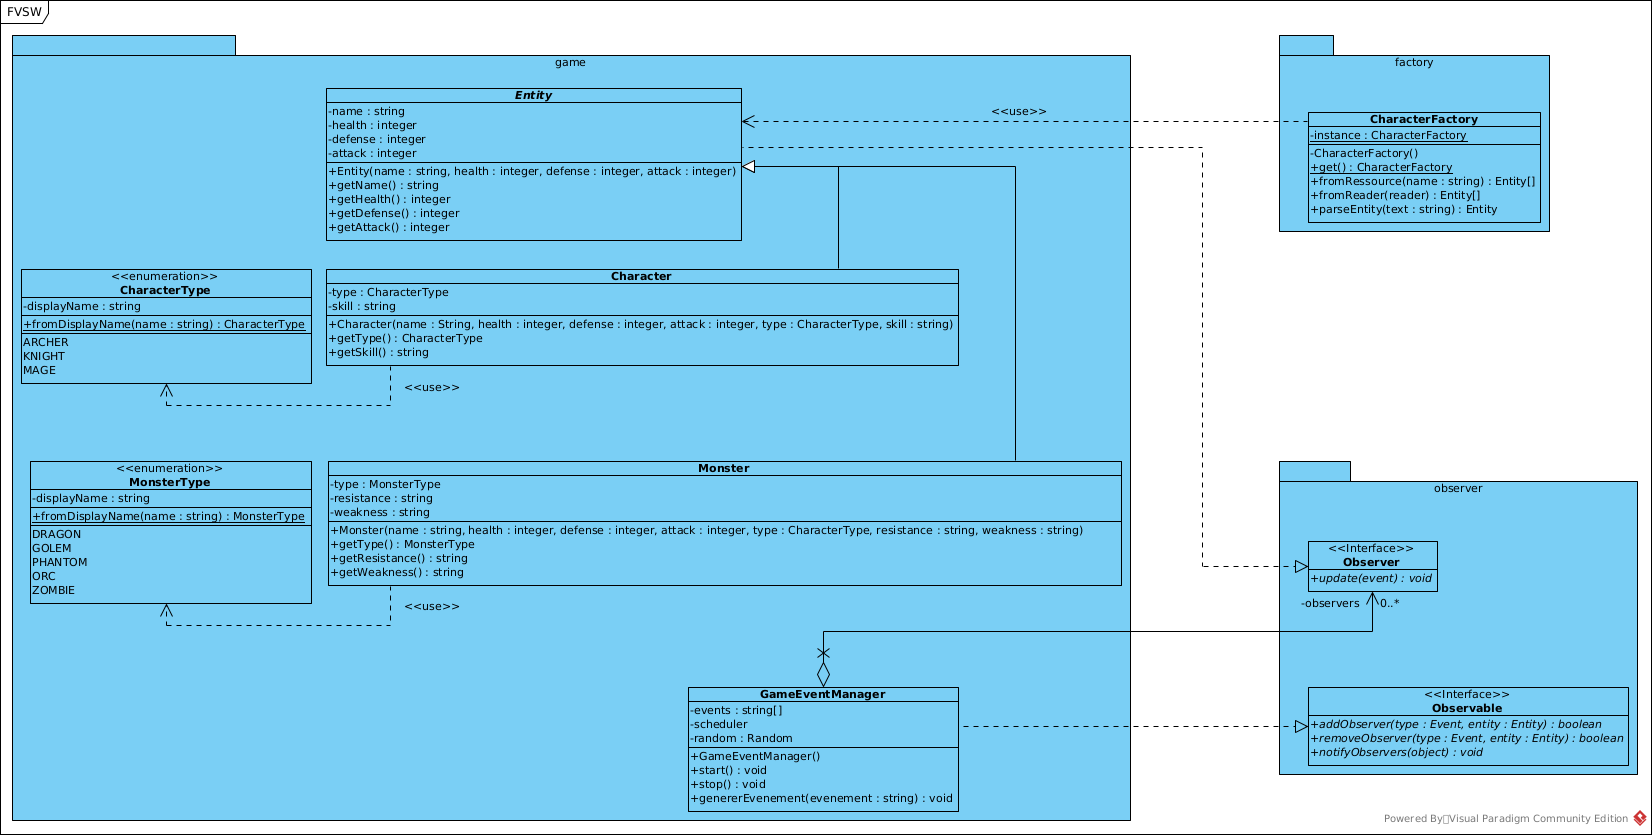 FVSW
game
Entity
-name : string
-health : integer
-defense : integer
-attack : integer
+Entity(name : string, health : integer, defense : integer, attack : integer)
+getName() : string
+getHealth() : integer
+getDefense() : integer
+getAttack() : integer
<<use>>
factory
CharacterFactory
-instance : CharacterFactory
-CharacterFactory()
+get() : CharacterFactory
+fromRessource(name : string) : Entity[]
+fromReader(reader) : Entity[]
+parseEntity(text : string) : Entity
<<enumeration>>
CharacterType
-displayName : string
+fromDisplayName(name : string) : CharacterType
ARCHER
KNIGHT
MAGE
Character
-type : CharacterType
-skill : string
+Character(name : String, health : integer, defense : integer, attack : integer, type : CharacterType, skill : string)
+getType() : CharacterType
+getSkill() : string
<<use>>
<<enumeration>>
MonsterType
-displayName : string
+fromDisplayName(name : string) : MonsterType
DRAGON
GOLEM
PHANTOM
ORC
ZOMBIE
Monster
-type : MonsterType
-resistance : string
-weakness : string
+Monster(name : string, health : integer, defense : integer, attack : integer, type : CharacterType, resistance : string, weakness : string)
+getType() : MonsterType
+getResistance() : string
+getWeakness() : string
<<use>>
observer
<<Interface>>
Observer
+update(event) : void
-observers 0..*
GameEventManager
-events : string[]
-scheduler
-random : Random
+GameEventManager()
+start() : void
+stop() : void
+genererEvenement(evenement : string) : void
<<Interface>>
Observable
+addObserver(type : Event, entity : Entity) : boolean
+removeObserver(type : Event, entity : Entity) : boolean
+notifyObservers(object) : void
Powered By Visual Paradigm Community Edition